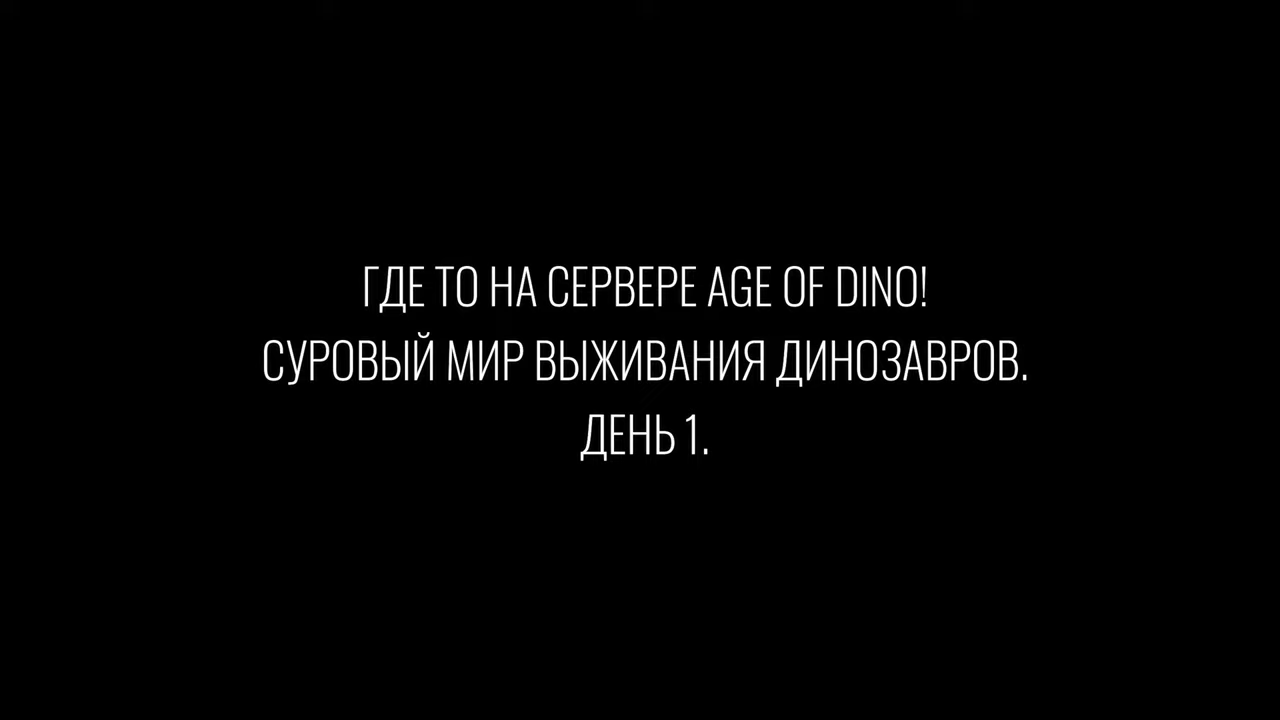 ГДЕ ТО НА СЕРВЕРЕ AGE OF DINO!
СУРОВЫЙ МИР ВЫЖИВАНИЯ ДИНОЗАВРОВ.
ДЕНЬ 1.